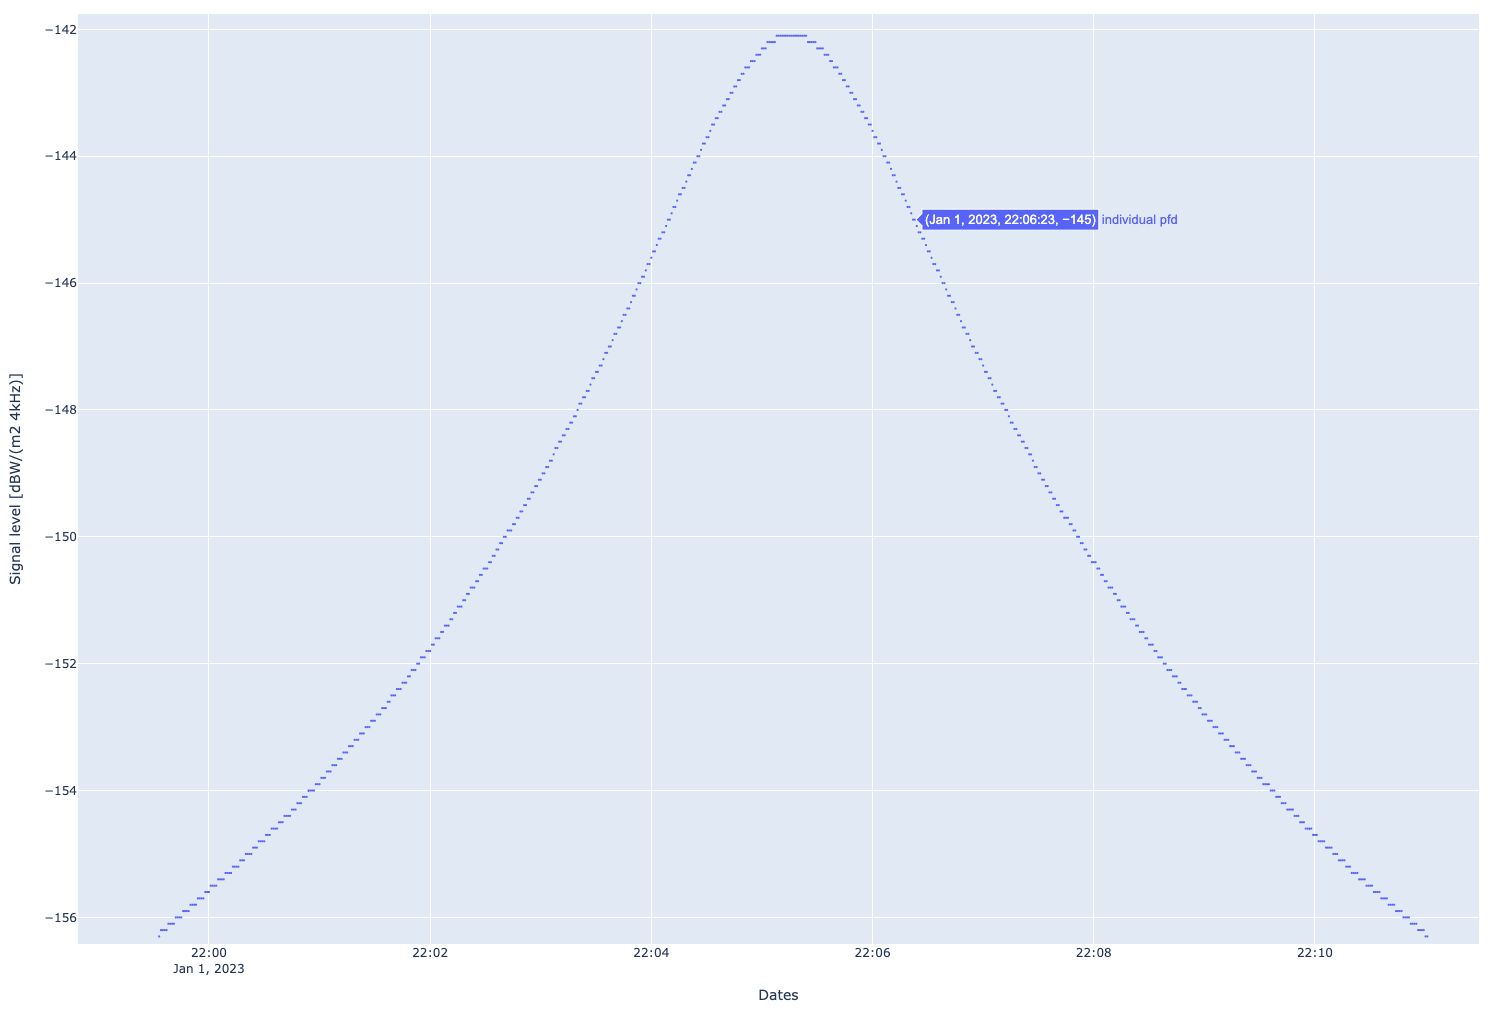 −142
−144
(Jan 1, 2023, 22:06:23, −145) individual pfd
−146
−148
−150
−152
−154
−156
Signal level [dBW/(m2 4kHz)]
22:00 22:02 22:04 22:06 22:08 22:10
Jan 1, 2023
Dates